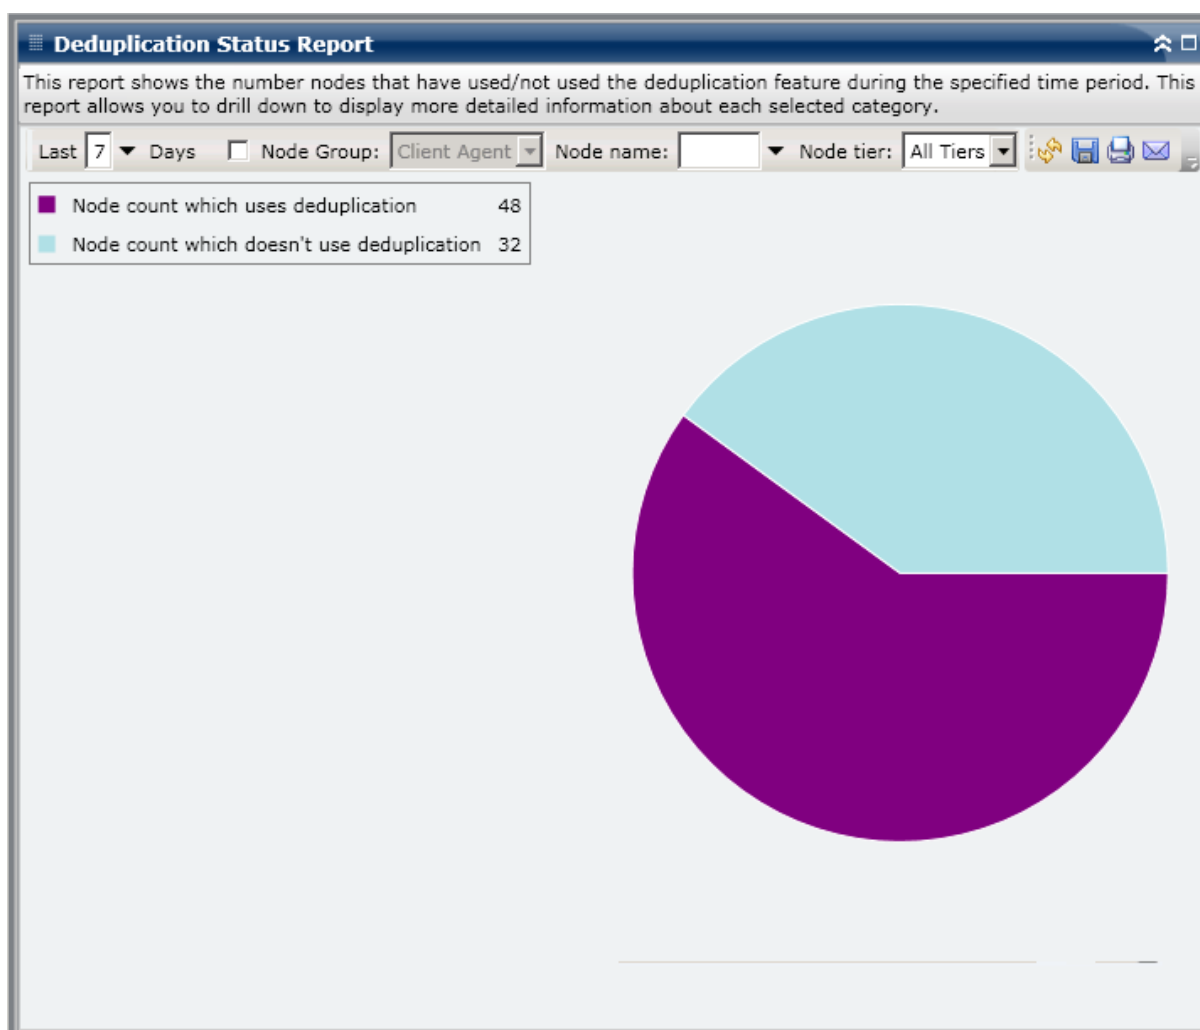 Deduplication Status Report
This report shows the number nodes that have used/not used the deduplication feature during the specified time period. This
report allows you to drill down to display more detailed information about each selected category.
Last 7 Days Node Group: Client Agent Node name: Node tier: All Tiers
Node count which uses deduplication 48
Node count which doesn't use deduplication 32